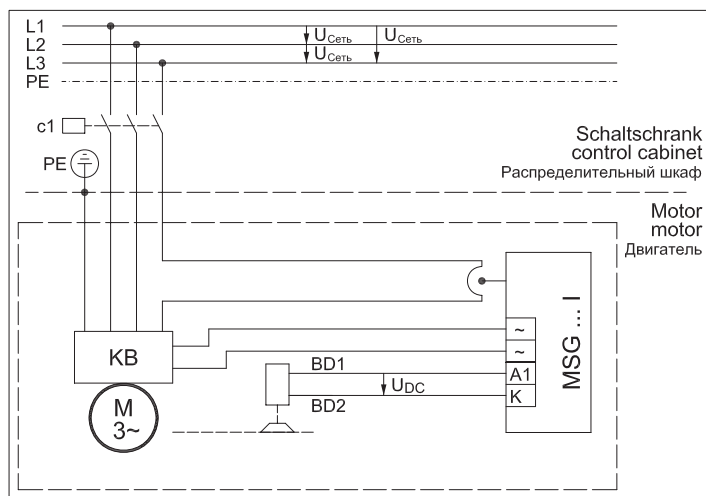 L1
L2
L3
PE
UСеть
UСеть
UСеть
c1
PE
Schaltschrank
control cabinet
Распределительный шкаф
Motor
motor
Двигатель
MSG ... I
~
~
A1
K
KB
BD1
UDC
BD2
M
3~